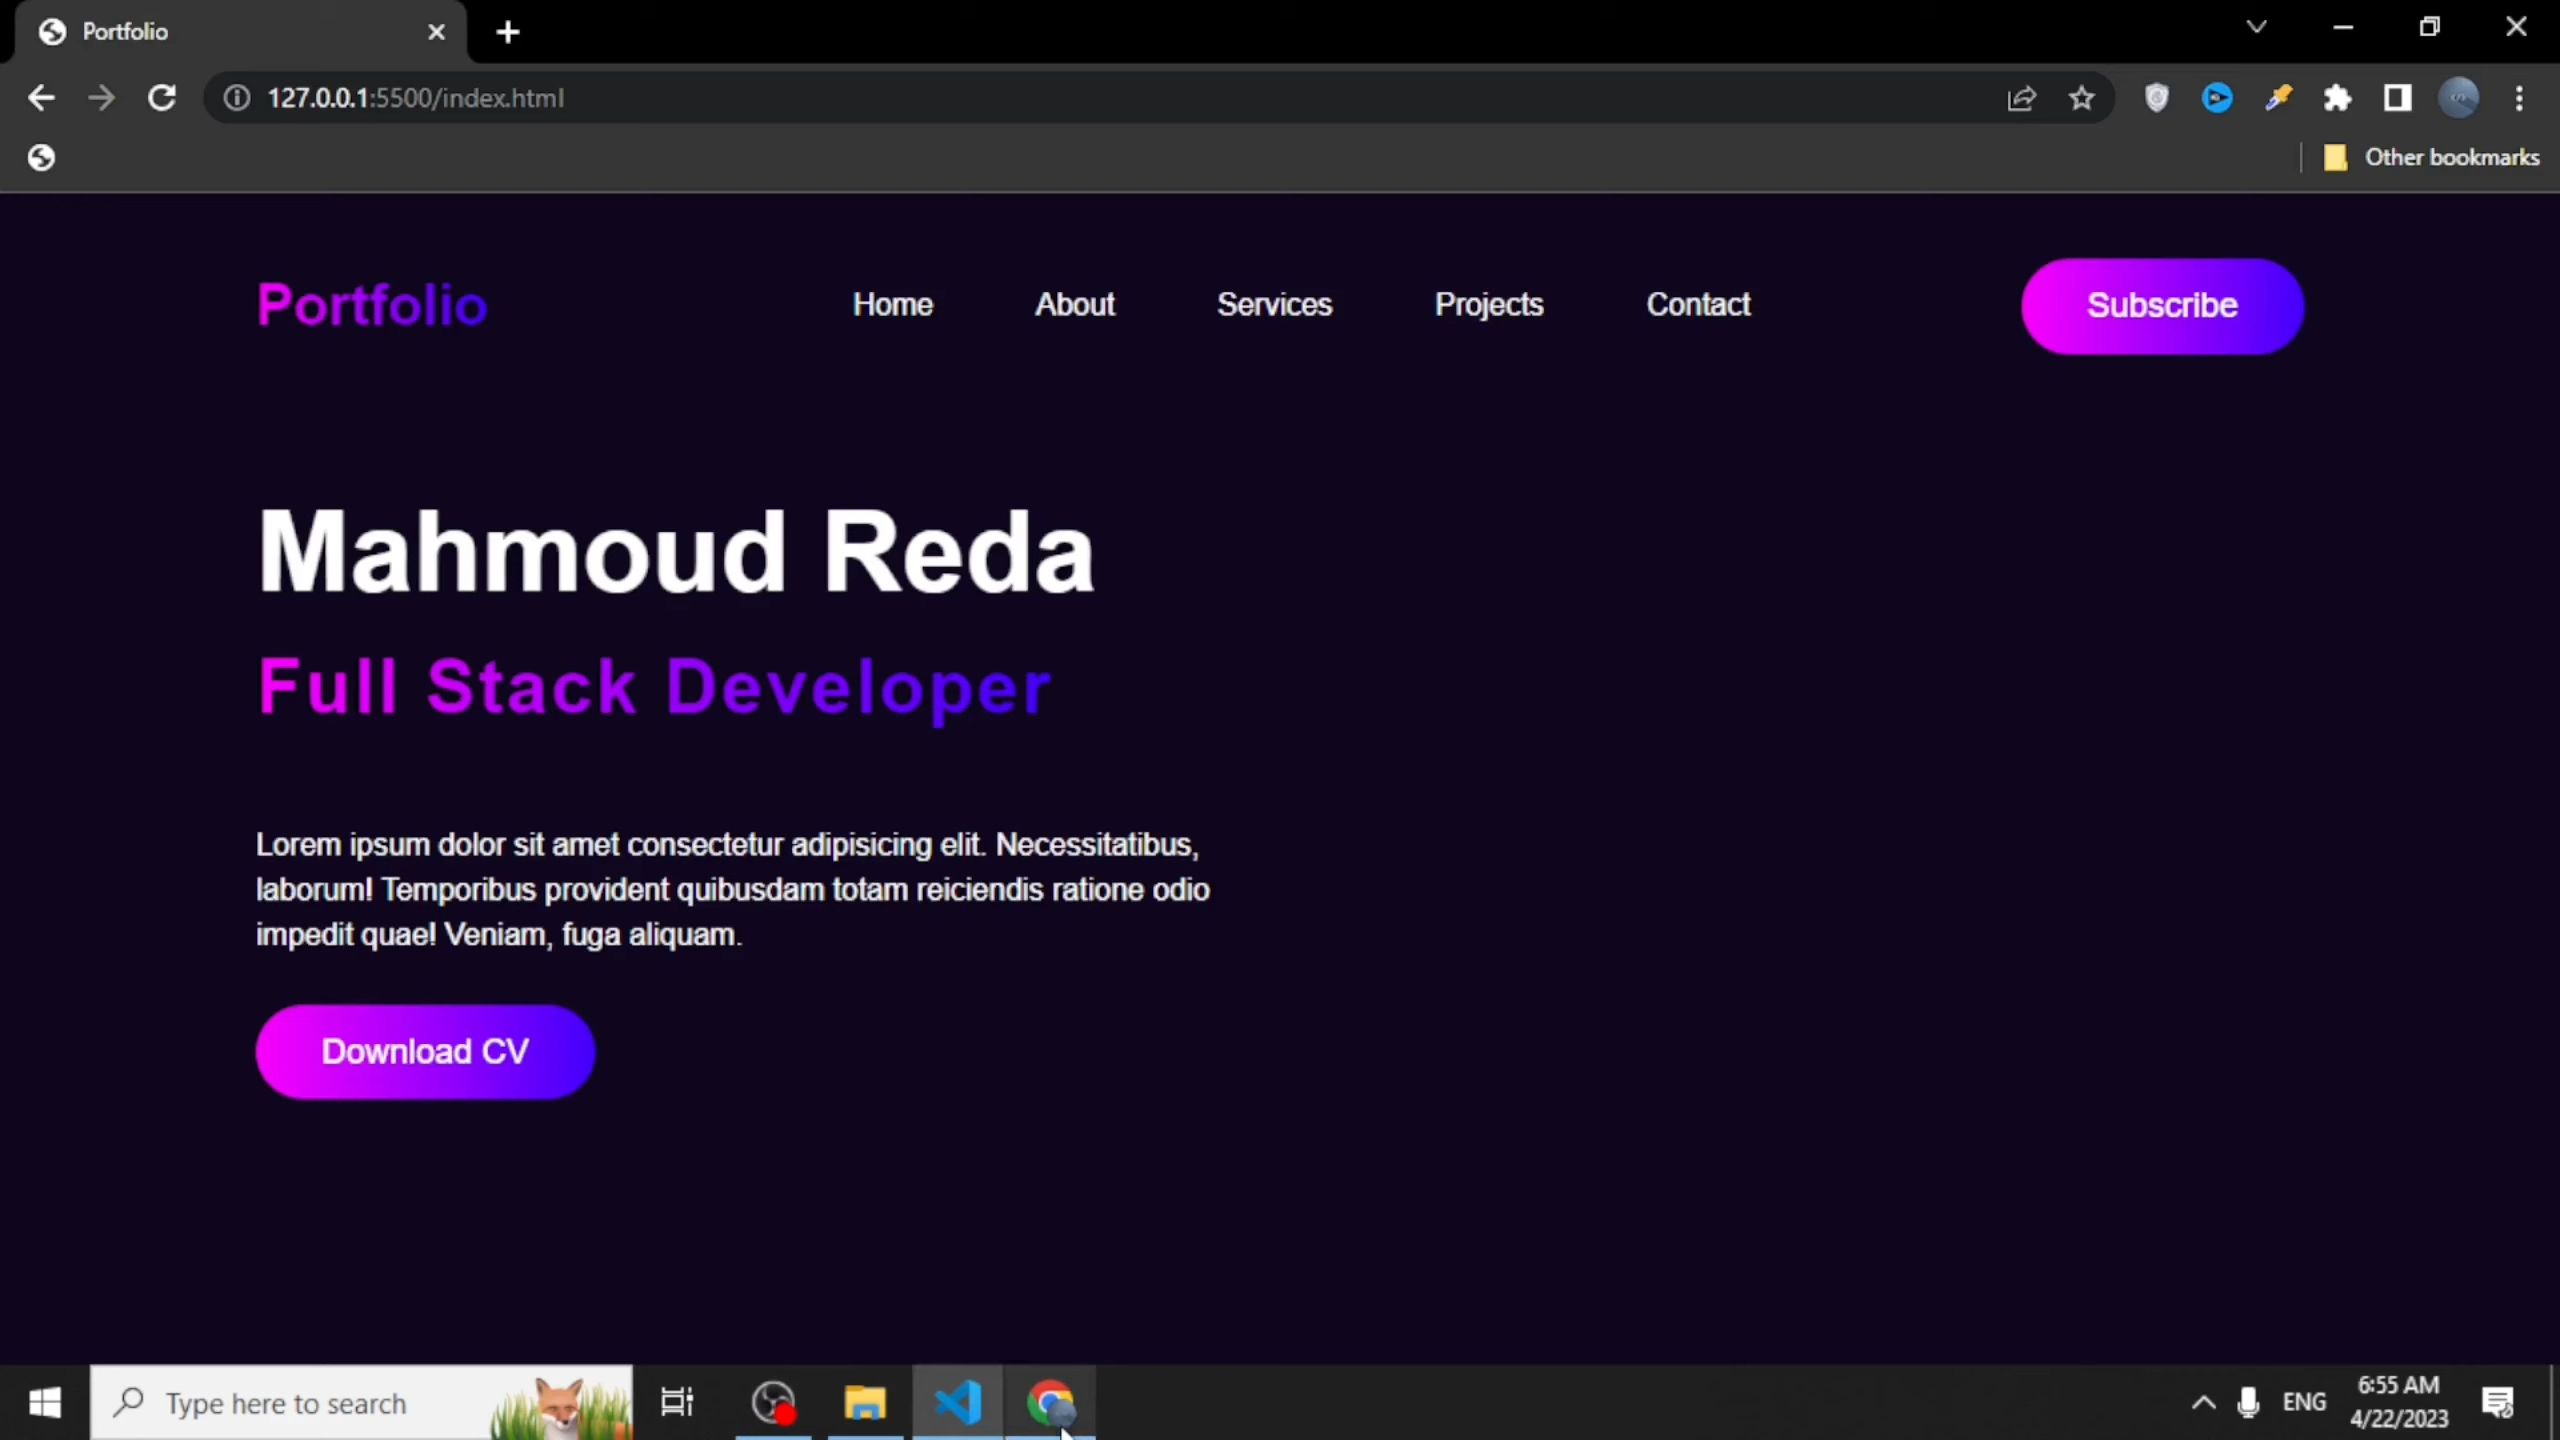 Portfolio
127.0.0.1:5500/index.html
Other bookmarks
Portfolio
Home
About
Services
Projects
Contact
Subscribe
Mahmoud Reda
Full Stack Developer
Lorem ipsum dolor sit amet consectetur adipisicing elit. Necessitatibus,
laborum! Temporibus provident quibusdam totam reiciendis ratione odio
impedit quae! Veniam, fuga aliquam.
Download CV
Type here to search
ENG
6:55 AM
4/22/2023